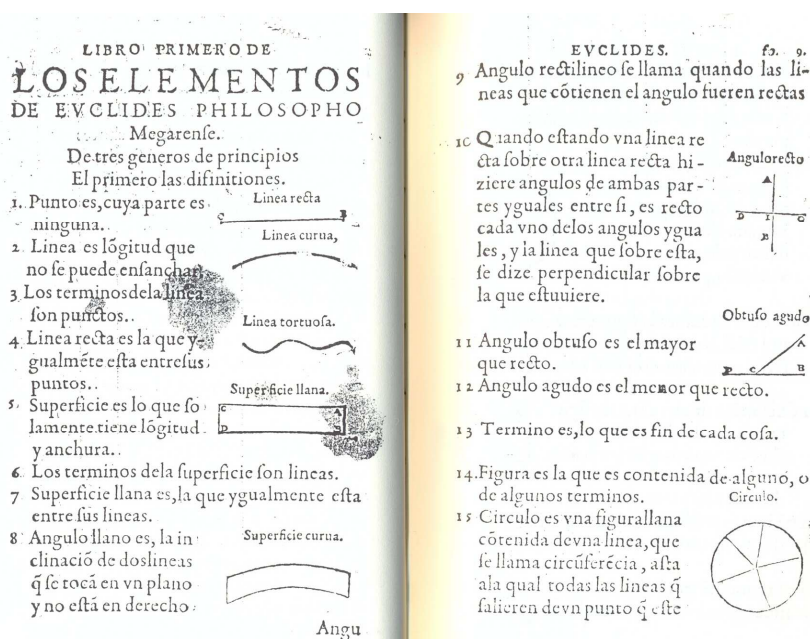 LIBRO PRIMERO DE
LOS ELEMENTOS
DE EVCLIDES PHILOSOPHO
Megarenſe.
De tres generos de principios
El primero las difinitiones.
1. Punto es, cuya parte es
ninguna..
Linea recta
C B
2 Linea es lõgitud que
no ſe puede enſanchar
Linea curua,
3 Los terminos dela linea
ſon punctos..
4 Linea recta es la que y-
gualmẽte eſta entre ſus
puntos..
Linea tortuoſa.
5. Superficie es lo que ſo
lamente tiene lõgitud
y anchura..
Superficie llana.
C A
D
6. Los terminos dela ſuperficie ſon lineas.
7 Superficie llana es, la que ygualmente eſta
entre ſus lineas.
8 Angulo llano es, la in
clinació de dos lineas
q̃ ſe tocã en vn plano
y no eſtã en derecho
Superficie curua.
Angu
EVCLIDES. fo. 9.
9 Angulo rectilineo ſe llama quando las li-
neas que cõtienen el angulo fueren rectas
10 Quando eſtando vna linea re
cta ſobre otra linea recta hi-
ziere angulos de ambas par-
tes yguales entre ſi, es recto
cada vno delos angulos ygua
les, y la linea que ſobre eſta,
ſe dize perpendicular ſobre
la que eſtuuiere.
Angulo recto
A
D C
B
11 Angulo obtuſo es el mayor
que recto.
Obtuſo agudo
A
D C B
12 Angulo agudo es el menor que recto.
13 Termino es, lo que es fin de cada coſa.
14. Figura es la que es contenida de alguno, o
de algunos terminos.
15 Circulo es vna figura llana
cõtenida de vna linea, que
ſe llama circũferẽcia, aſta
ala qual todas las lineas q̃
ſalieren de vn punto q̃ eſte
Circulo.